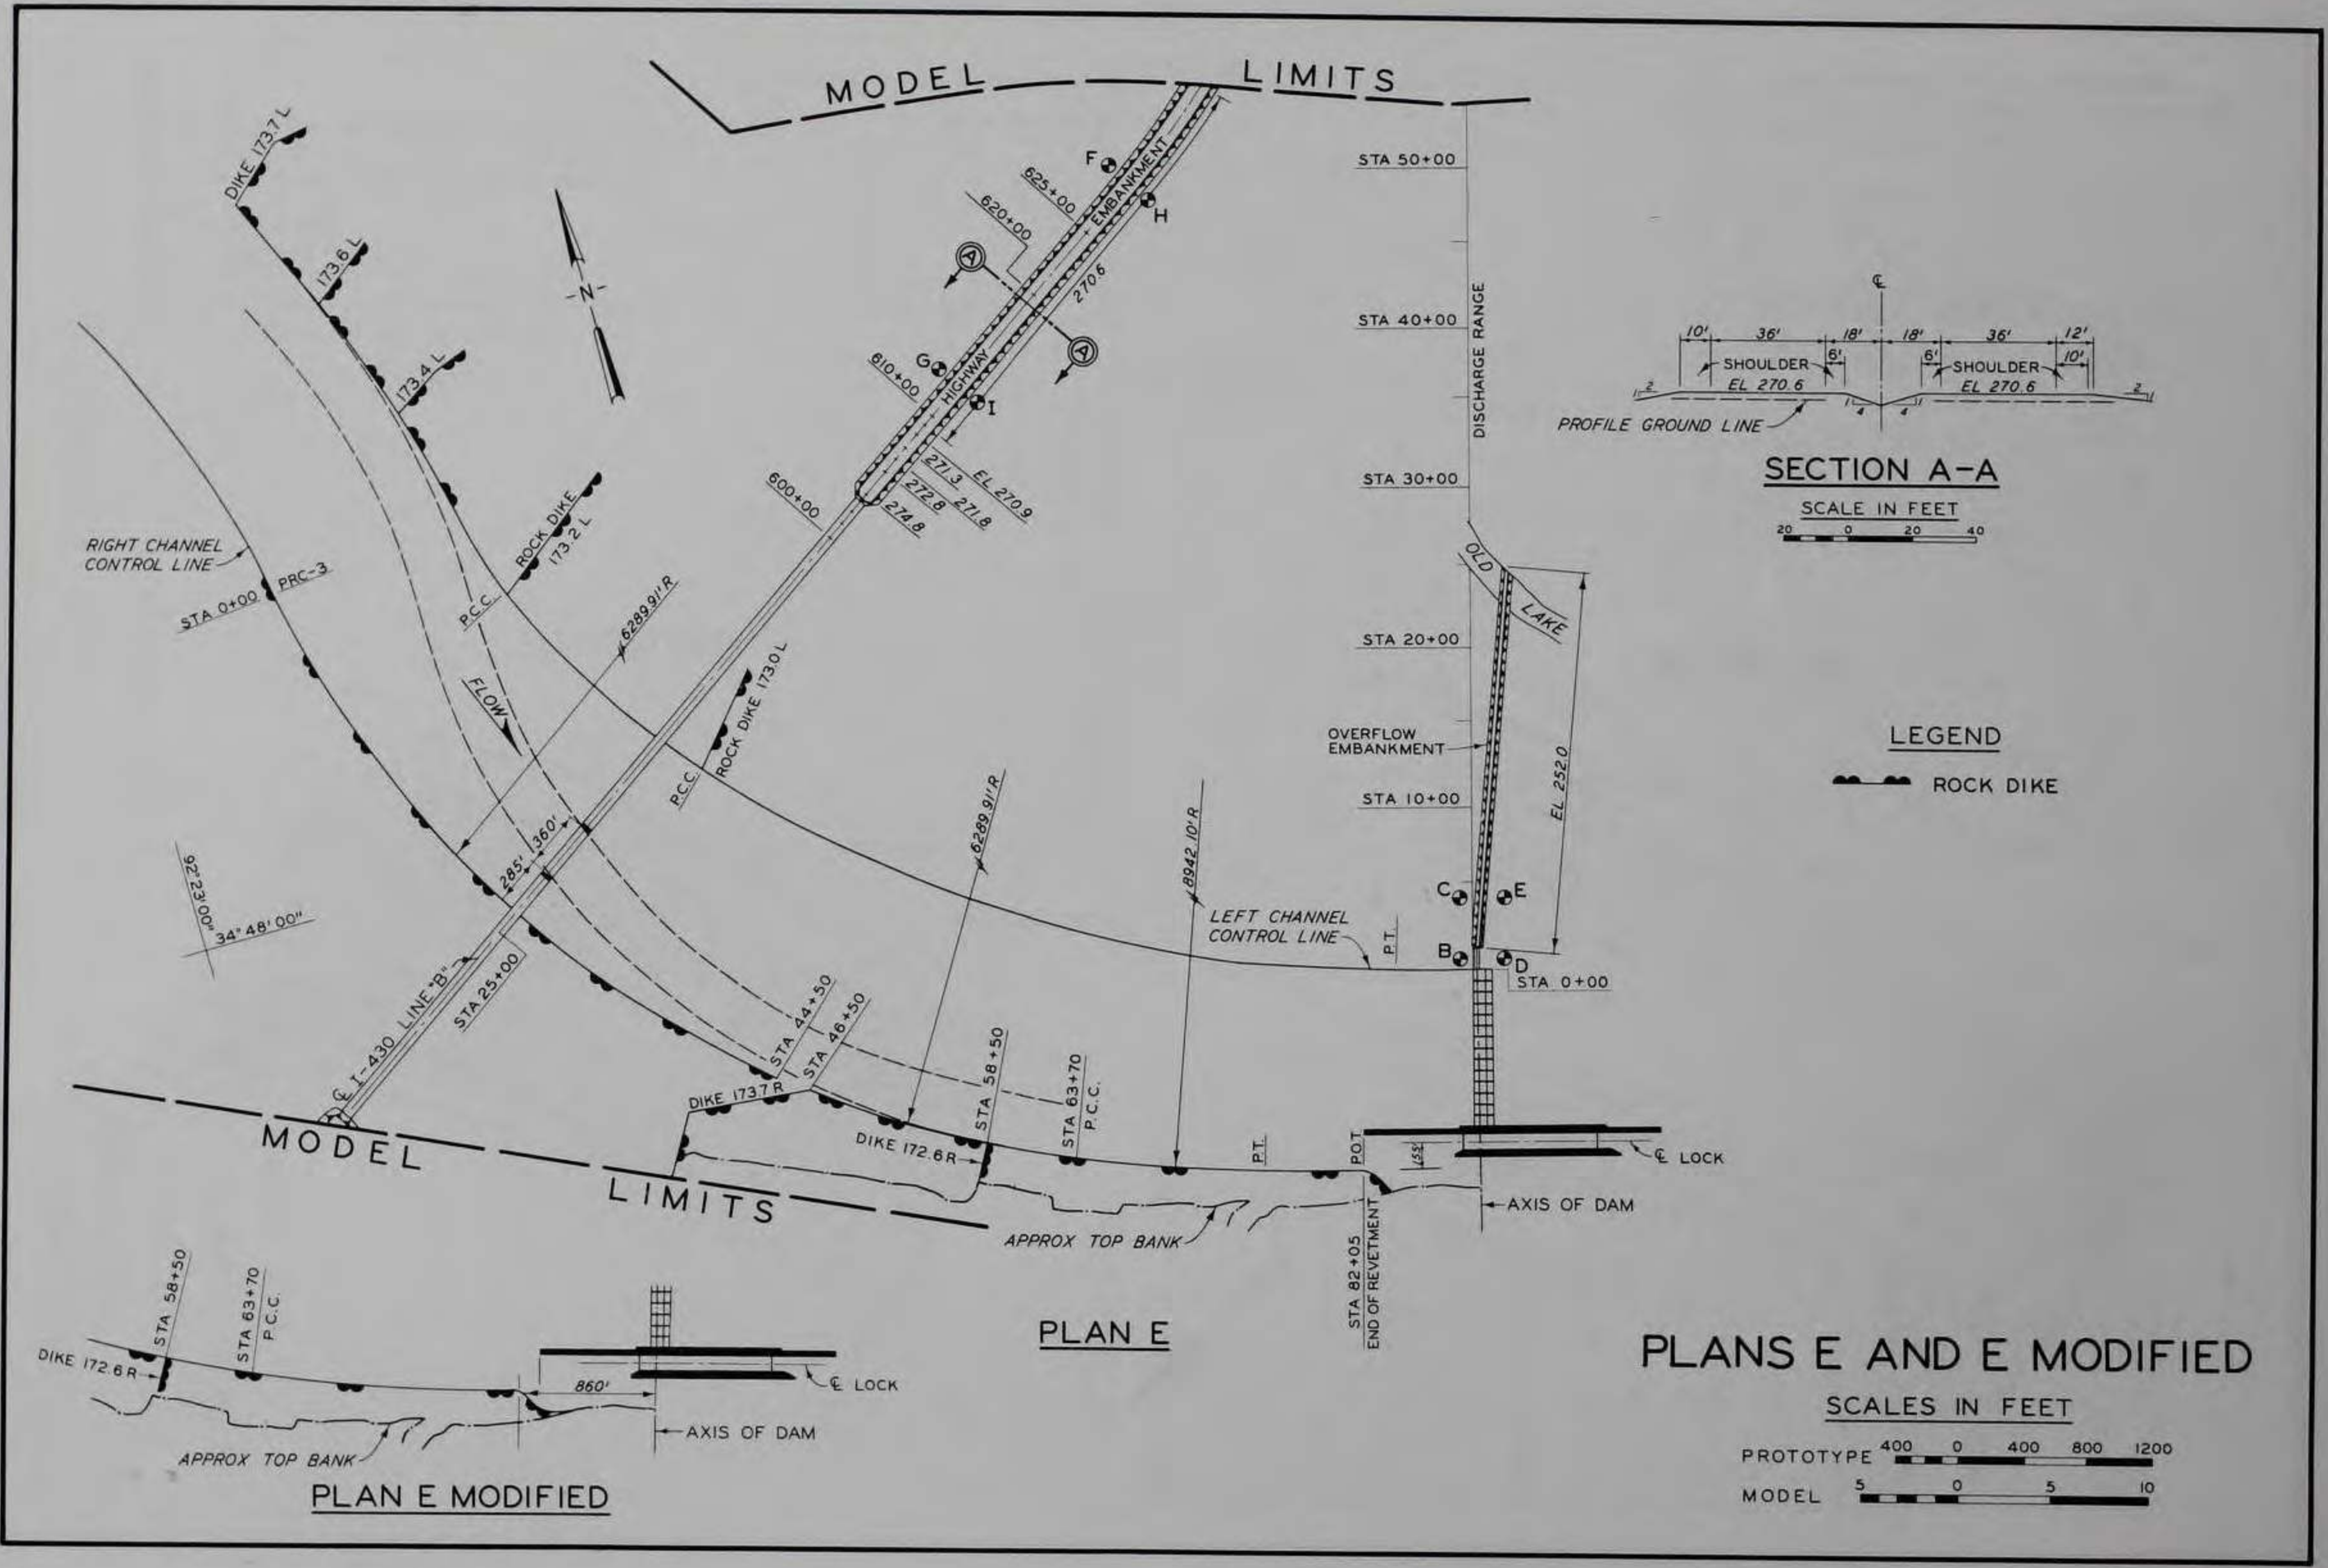 MODEL LIMITS
DIKE 173.7 L
173.6 L
173.4 L
ROCK DIKE
173.2 L
P.C.C.
RIGHT CHANNEL
CONTROL LINE
PRC-3
STA 0+00
-N-
F
H
G
I
625+00
620+00
610+00
600+00
A
A
HIGHWAY EMBANKMENT
270.6
EL 270.9
271.3
271.8
272.8
274.8
6289.91' R
ROCK DIKE 173.0 L
P.C.C.
FLOW
360'
285'
92° 23' 00"
34° 48' 00"
℄ I-430 LINE "B"
STA 25+00
STA 44+50
STA 46+50
6289.91' R
8942.10' R
STA 50+00
STA 40+00
DISCHARGE RANGE
STA 30+00
OLD LAKE
STA 20+00
OVERFLOW
EMBANKMENT
EL 252.0
STA 10+00
C
E
B
D
LEFT CHANNEL
CONTROL LINE
P.T.
STA 0+00
DIKE 173.7 R
DIKE 172.6 R
STA 58+50
STA 63+70
P.C.C.
P.T.
P.O.T.
155'
℄ LOCK
AXIS OF DAM
APPROX TOP BANK
STA 82+05
END OF REVETMENT
MODEL LIMITS
PLAN E
℄
10' 36' 18' 18' 36' 12'
6' 6' 10'
SHOULDER SHOULDER
EL 270.6 EL 270.6
1 2 1 4 4 1 2 1
PROFILE GROUND LINE
SECTION A-A
SCALE IN FEET
20 0 20 40
LEGEND
ROCK DIKE
STA 58+50
STA 63+70
P.C.C.
DIKE 172.6 R
860'
℄ LOCK
AXIS OF DAM
APPROX TOP BANK
PLAN E MODIFIED
PLANS E AND E MODIFIED
SCALES IN FEET
PROTOTYPE 400 0 400 800 1200
MODEL 5 0 5 10